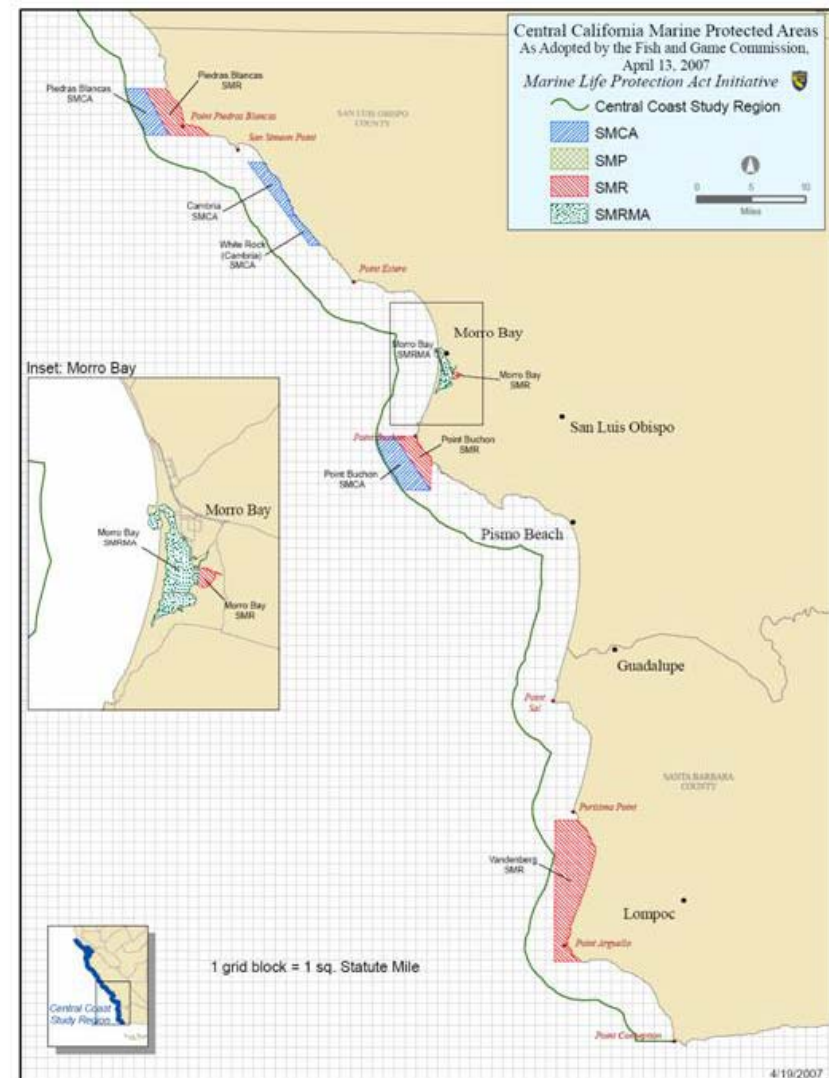 Central California Marine Protected Areas
As Adopted by the Fish and Game Commission,
April 13, 2007
Marine Life Protection Act Initiative
Central Coast Study Region
SMCA
SMP
SMR
SMRMA
0 5 10
Miles
Piedras Blancas
SMCA
Piedras Blancas
SMR
Point Piedras Blancas
San Simeon Point
SAN LUIS OBISPO
COUNTY
Cambria
SMCA
White Rock
(Cambria)
SMCA
Point Estero
Morro Bay
Morro Bay
SMRMA
Morro Bay
SMR
San Luis Obispo
Point Buchon
Point Buchon
SMR
Point Buchon
SMCA
Pismo Beach
Inset: Morro Bay
Morro Bay
Morro Bay
SMRMA
Morro Bay
SMR
Guadalupe
Point
Sal
SANTA BARBARA
COUNTY
Purisima Point
Vandenberg
SMR
Lompoc
Point Arguello
1 grid block = 1 sq. Statute Mile
Central Coast
Study Region
Point Conception
4/19/2007